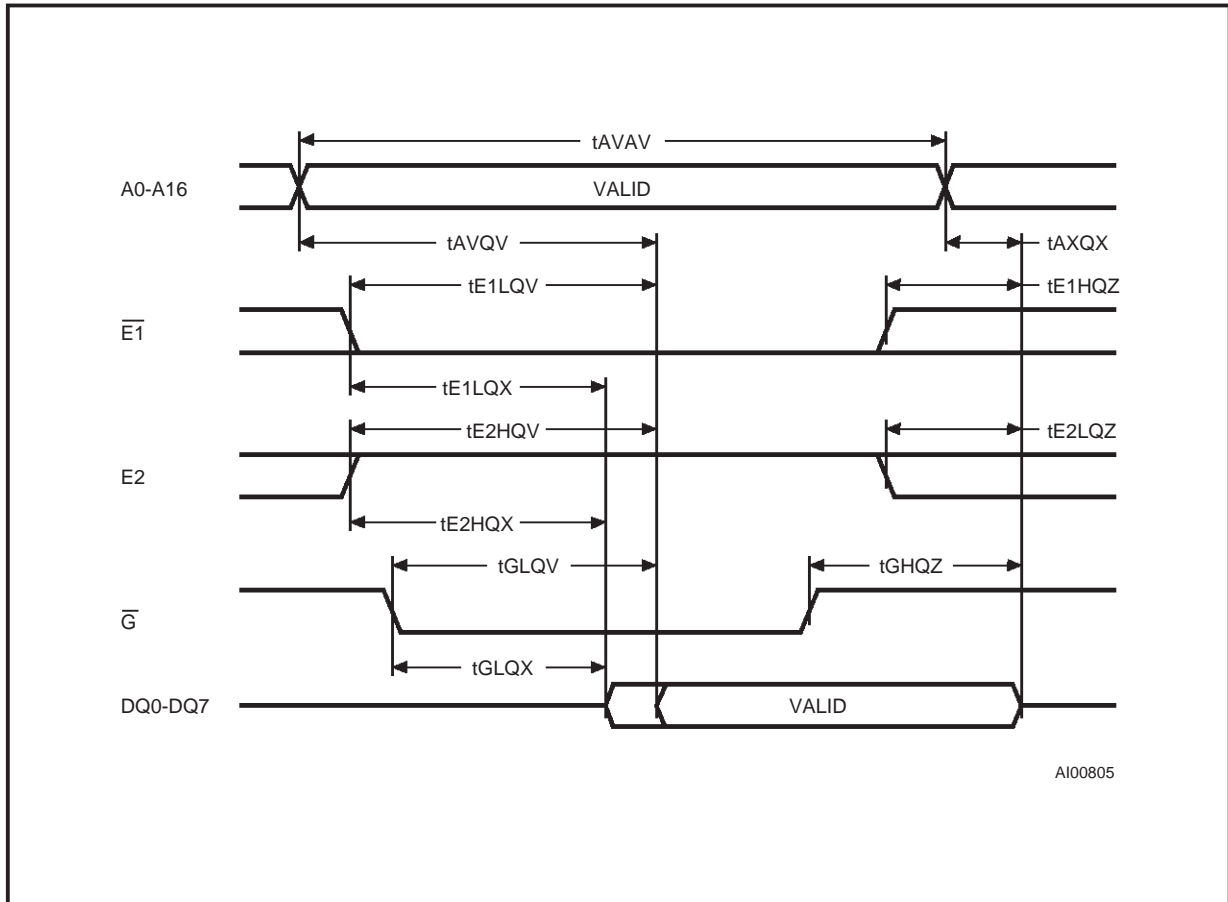 tAVAV
A0-A16 VALID
tAVQV tAXQX
tE1LQV tE1HQZ
E1
tE1LQX
tE2HQV tE2LQZ
E2
tE2HQX
tGLQV tGHQZ
G
tGLQX
DQ0-DQ7 VALID
AI00805